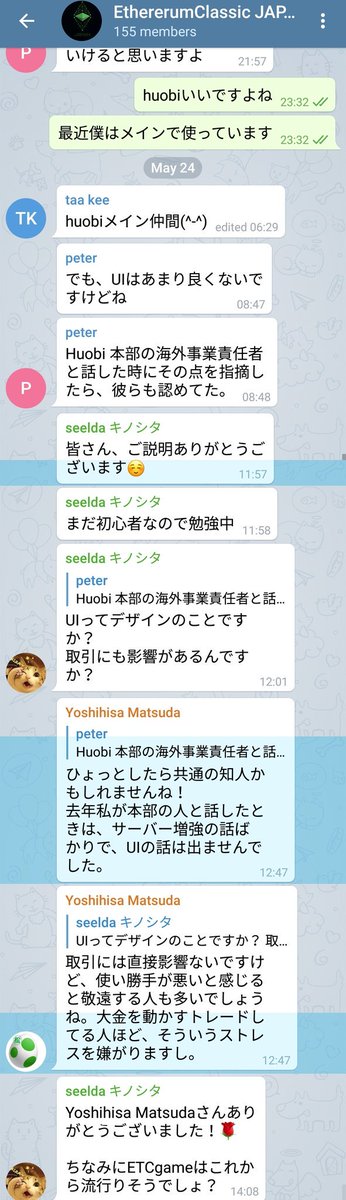 EthererumClassic JAP...
155 members
P
いけると思いますよ
21:57
huobiいいですよね
23:32
最近僕はメインで使っています
23:32
May 24
TK
taa kee
huobiメイン仲間(^-^)
edited 06:29
peter
でも、UIはあまり良くないで
すけどね
08:47
peter
Huobi 本部の海外事業責任者
と話した時にその点を指摘し
たら、彼らも認めてた。
08:48
P
seelda キノシタ
皆さん、ご説明ありがとうご
ざいます☺️
11:57
seelda キノシタ
まだ初心者なので勉強中
11:58
seelda キノシタ
peter
Huobi 本部の海外事業責任者と話...
UIってデザインのことです
か？
取引にも影響があるんです
か？
12:01
Yoshihisa Matsuda
peter
Huobi 本部の海外事業責任者と話...
ひょっとしたら共通の知人か
もしれませんね！
去年私が本部の人と話したと
きは、サーバー増強の話ば
かりで、UIの話は出ませんで
した。
12:47
Yoshihisa Matsuda
seelda キノシタ
UIってデザインのことですか？ 取...
取引には直接影響ないですけ
ど、使い勝手が悪いと感じる
と敬遠する人も多いでしょう
ね。大金を動かすトレードし
てる人ほど、そういうストレ
スを嫌がりますし。
12:47
seelda キノシタ
Yoshihisa Matsudaさんあり
がとうございました！🌹
ちなみにETCgameはこれか
ら流行りそうでしょ？
14:08